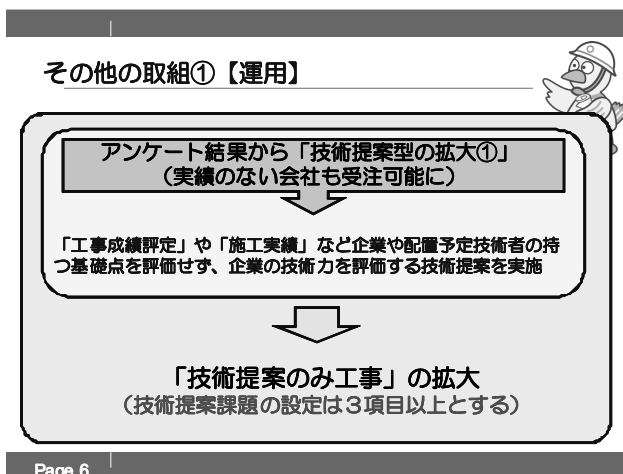 その他の取組①【運用】
アンケート結果から「技術提案型の拡大①」
（実績のない会社も受注可能に）
「工事成績評定」や「施工実績」など企業や配置予定技術者の持
つ基礎点を評価せず、企業の技術力を評価する技術提案を実施
「技術提案のみ工事」の拡大
（技術提案課題の設定は３項目以上とする）
Page 6